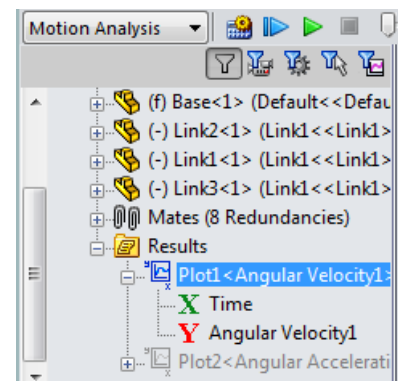 Motion Analysis
(f) Base<1> (Default<<Defau
(-) Link2<1> (Link1<<Link1>
(-) Link1<1> (Link1<<Link1>
(-) Link3<1> (Link1<<Link1>
Mates (8 Redundancies)
Results
Plot1<Angular Velocity1>
X Time
Y Angular Velocity1
Plot2<Angular Accelerati